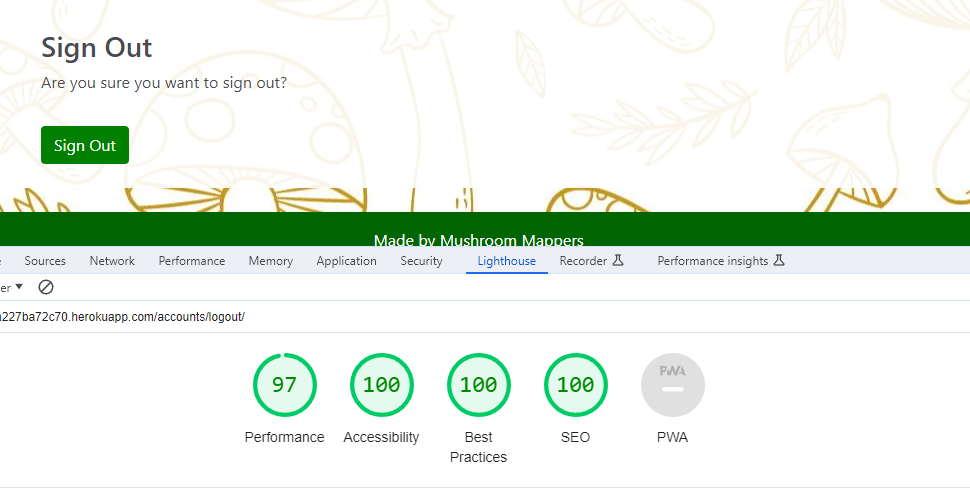 Sign Out
Are you sure you want to sign out?
Sign Out
Made by Mushroom Mappers
Sources Network Performance Memory Application Security Lighthouse Recorder Performance insights
er
227ba72c70.herokuapp.com/accounts/logout/
97 100 100 100 PWA
Performance Accessibility Best Practices SEO PWA